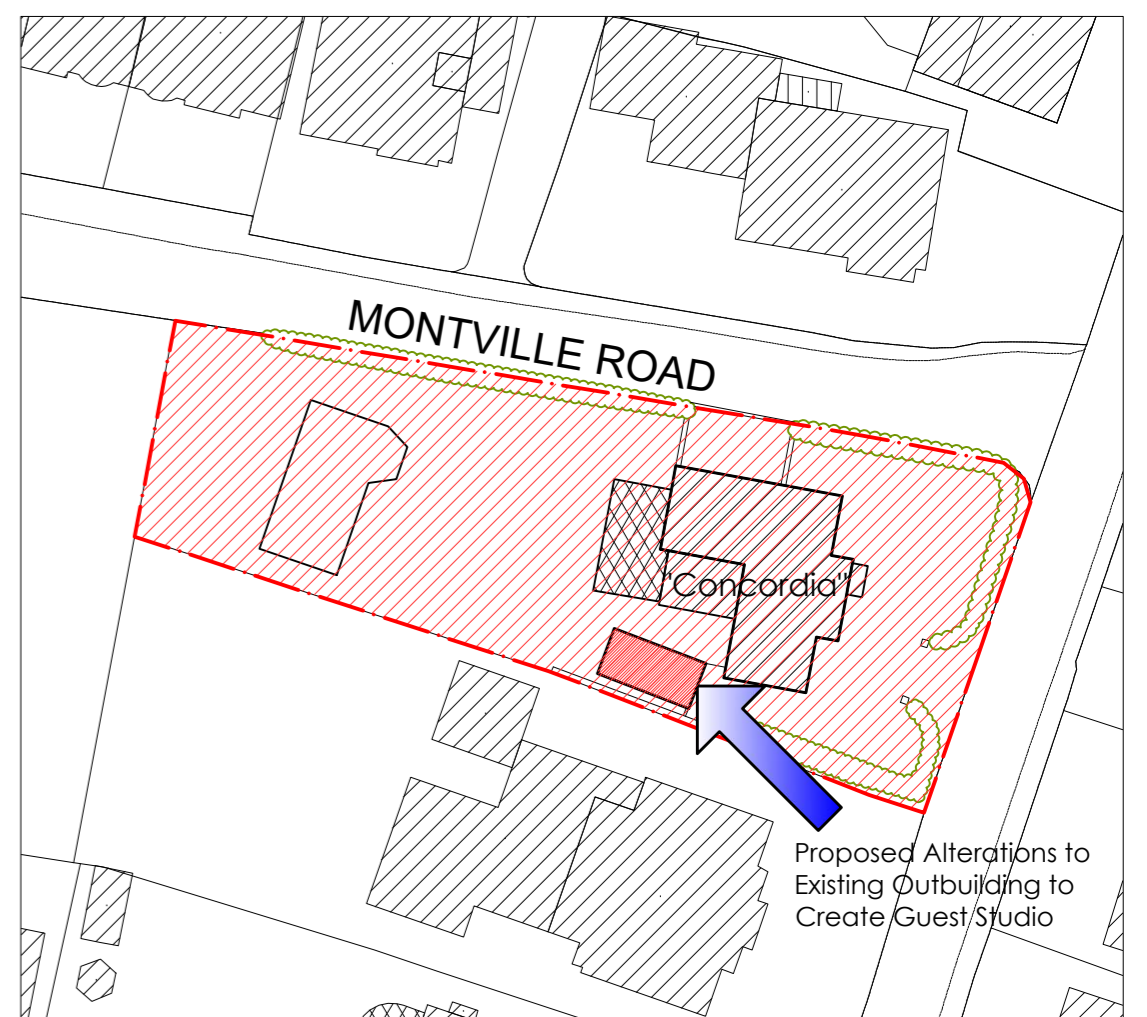 MONTVILLE ROAD
"Concordia"
Proposed Alterations to
Existing Outbuilding to
Create Guest Studio